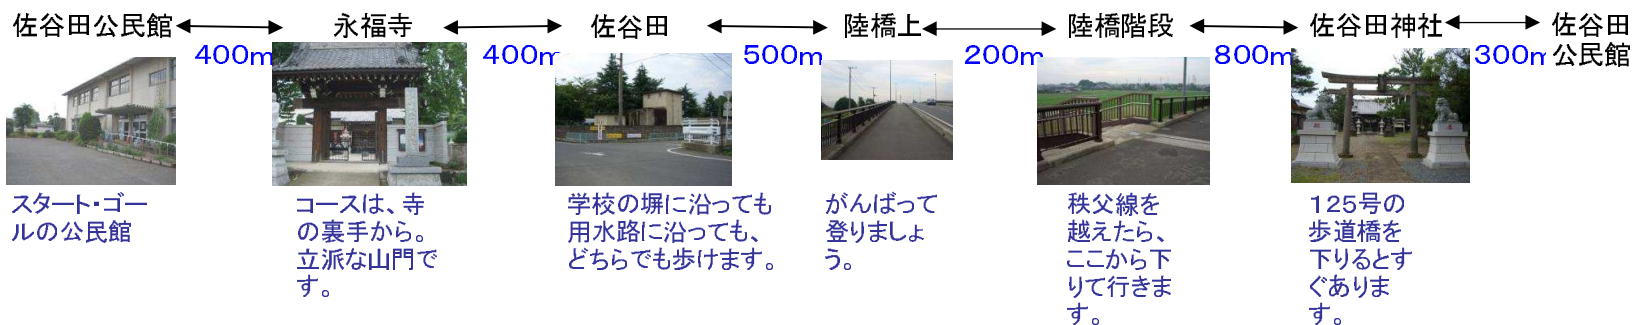 佐谷田公民館
永福寺
佐谷田
陸橋上
陸橋階段
佐谷田神社
佐谷田
公民館
400m
400m
500m
200m
800m
300m
スタート・ゴー
ルの公民館
コースは、寺
の裏手から。
立派な山門で
す。
学校の塀に沿っても
用水路に沿っても、
どちらでも歩けます。
がんばって
登りましょ
う。
秩父線を
越えたら、
ここから下
りて行きま
す。
125号の
歩道橋を
下りるとす
ぐありま
す。